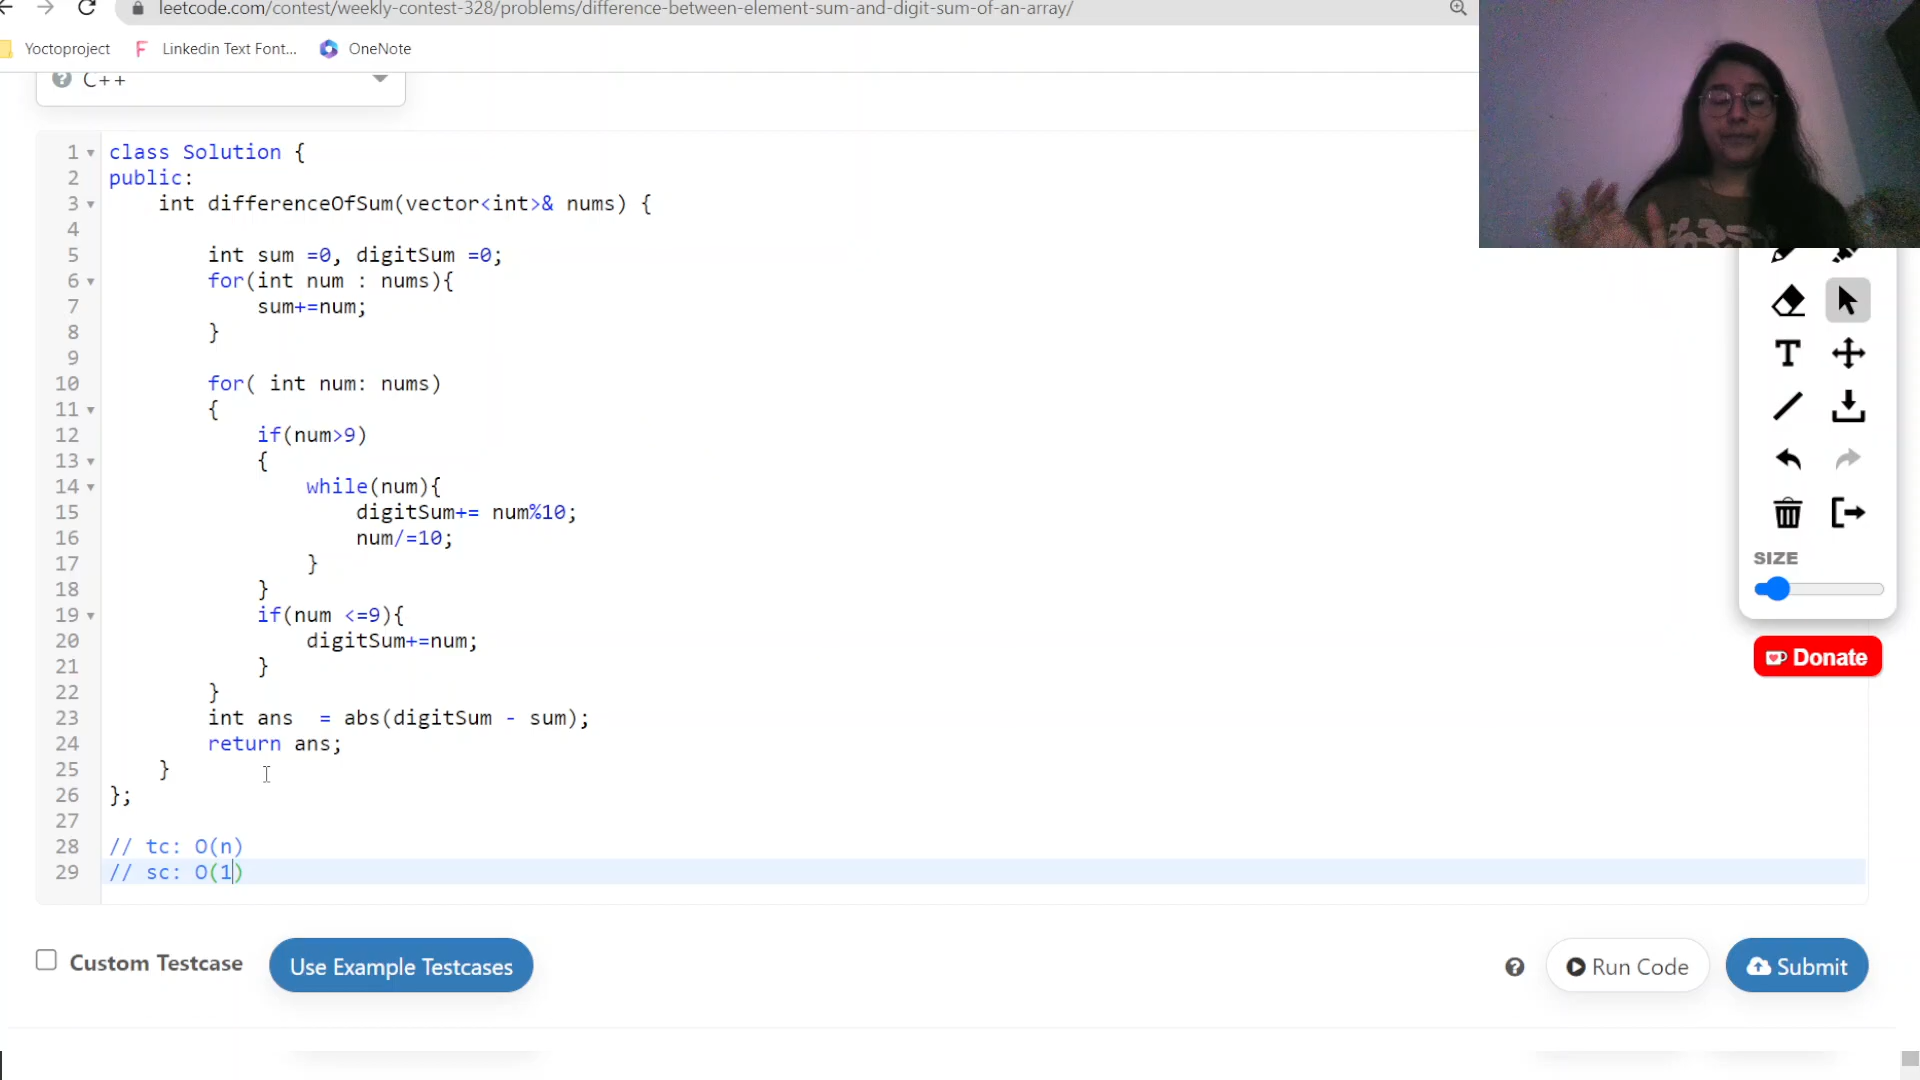 leetcode.com/contest/weekly-contest-328/problems/difference-between-element-sum-and-digit-sum-of-an-array/
Yoctoproject F Linkedin Text Font... OneNote
? C++
1 class Solution {
2 public:
3 int differenceOfSum(vector<int>& nums) {
4
5 int sum =0, digitSum =0;
6 for(int num : nums){
7 sum+=num;
8 }
9
10 for( int num: nums)
11 {
12 if(num>9)
13 {
14 while(num){
15 digitSum+= num%10;
16 num/=10;
17 }
18 }
19 if(num <=9){
20 digitSum+=num;
21 }
22 }
23 int ans  = abs(digitSum - sum);
24 return ans;
25 }
26 };
27
28 // tc: O(n)
29 // sc: O(1)
T
SIZE
Donate
Custom Testcase Use Example Testcases ? Run Code Submit